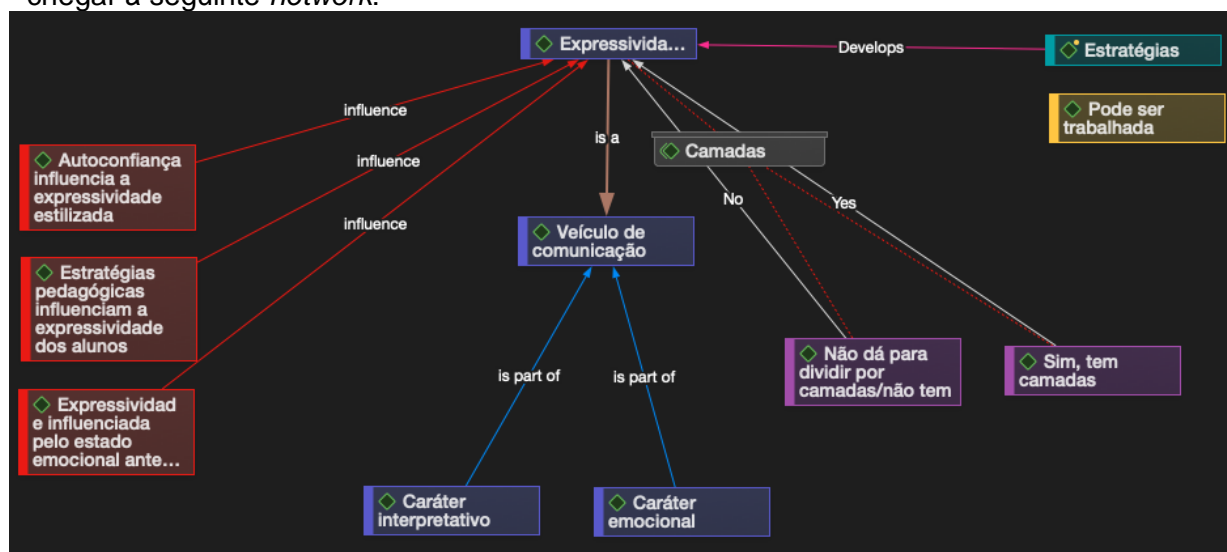 chegar a seguinte network.
Expressivida...
Develops
Estratégias
Pode ser
trabalhada
influence
is a
Camadas
Autoconfiança
influencia a
expressividade
estilizada
influence
No
Yes
influence
Veículo de
comunicação
Estratégias
pedagógicas
influenciam a
expressividade
dos alunos
Não dá para
dividir por
camadas/não tem
Sim, tem
camadas
is part of
is part of
Expressividad
e influenciada
pelo estado
emocional ante...
Caráter
interpretativo
Caráter
emocional